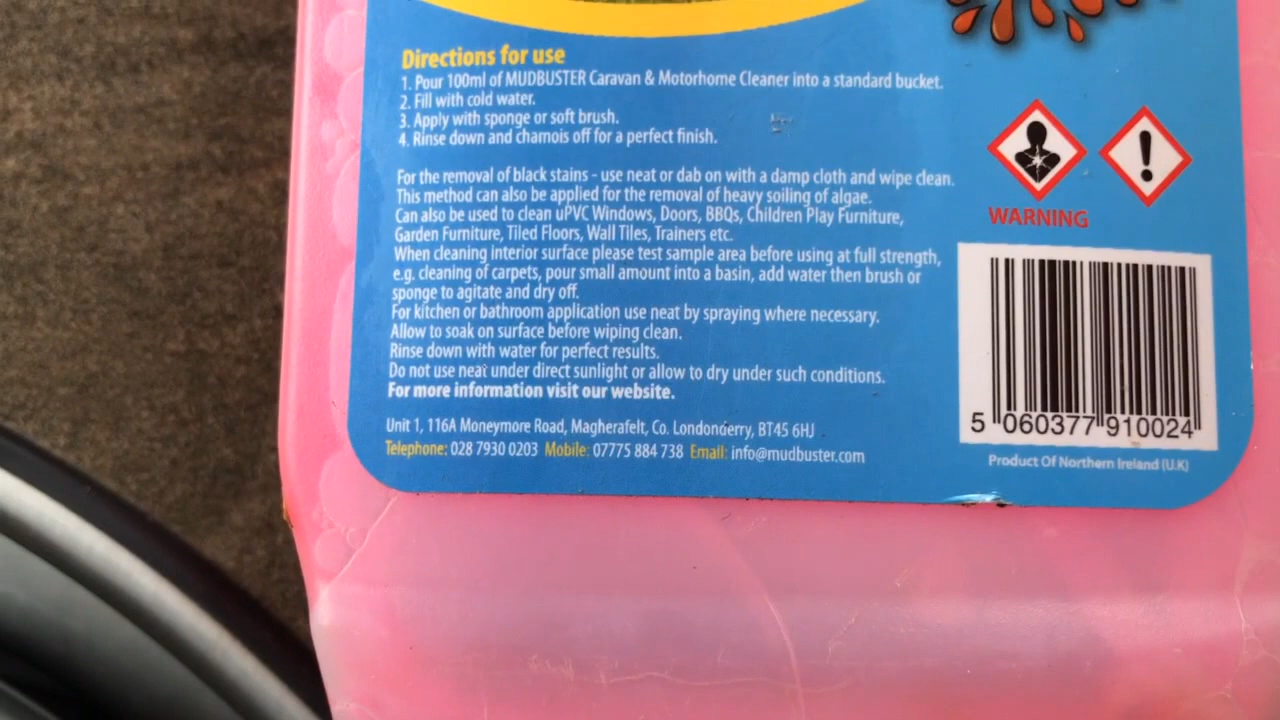 Directions for use
1. Pour 100ml of MUDBUSTER Caravan & Motorhome Cleaner into a standard bucket.
2. Fill with cold water.
3. Apply with sponge or soft brush.
4. Rinse down and chamois off for a perfect finish.
For the removal of black stains - use neat or dab on with a damp cloth and wipe clean.
This method can also be applied for the removal of heavy soiling of algae.
Can also be used to clean uPVC Windows, Doors, BBQs, Children Play Furniture,
Garden Furniture, Tiled Floors, Wall Tiles, Trainers etc.
When cleaning interior surface please test sample area before using at full strength,
e.g. cleaning of carpets, pour small amount into a basin, add water then brush or
sponge to agitate and dry off.
For kitchen or bathroom application use neat by spraying where necessary.
Allow to soak on surface before wiping clean.
Rinse down with water for perfect results.
Do not use neat under direct sunlight or allow to dry under such conditions.
For more information visit our website.
Unit 1, 116A Moneymore Road, Magherafelt, Co. Londonderry, BT45 6HJ
Telephone: 028 7930 0203 Mobile: 07775 884 738 Email: info@mudbuster.com
WARNING
5 060377 910024
Product Of Northern Ireland (U.K)